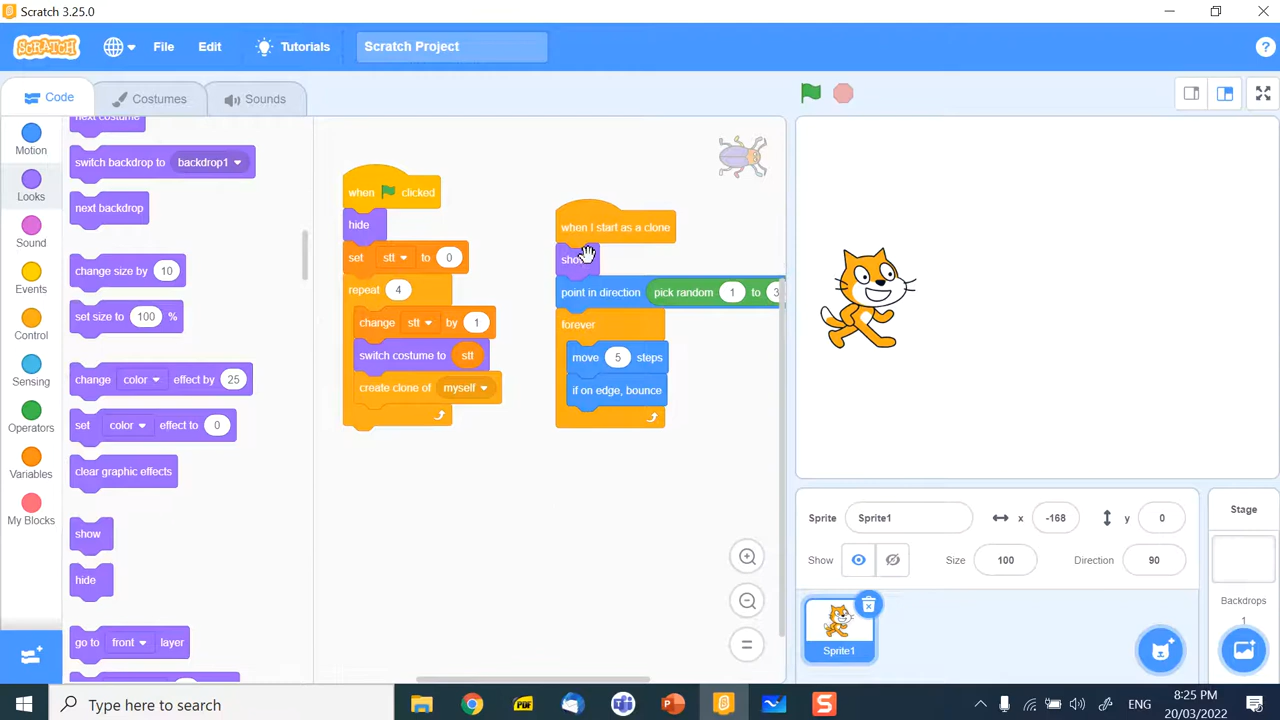 Scratch 3.25.0
SCRATCH
File
Edit
Tutorials
Scratch Project
Code
Costumes
Sounds
Motion
Looks
Sound
Events
Control
Sensing
Operators
Variables
My Blocks
next costume
switch backdrop to backdrop1
next backdrop
change size by 10
set size to 100 %
change color effect by 25
set color effect to 0
clear graphic effects
show
hide
go to front layer
when clicked
hide
set stt to 0
repeat 4
change stt by 1
switch costume to stt
create clone of myself
when I start as a clone
point in direction pick random 1 to
forever
move 5 steps
if on edge, bounce
Sprite
Sprite1
x
-168
y
0
Show
Size
100
Direction
90
Sprite1
Stage
Backdrops
1
Type here to search
ENG
8:25 PM
20/03/2022